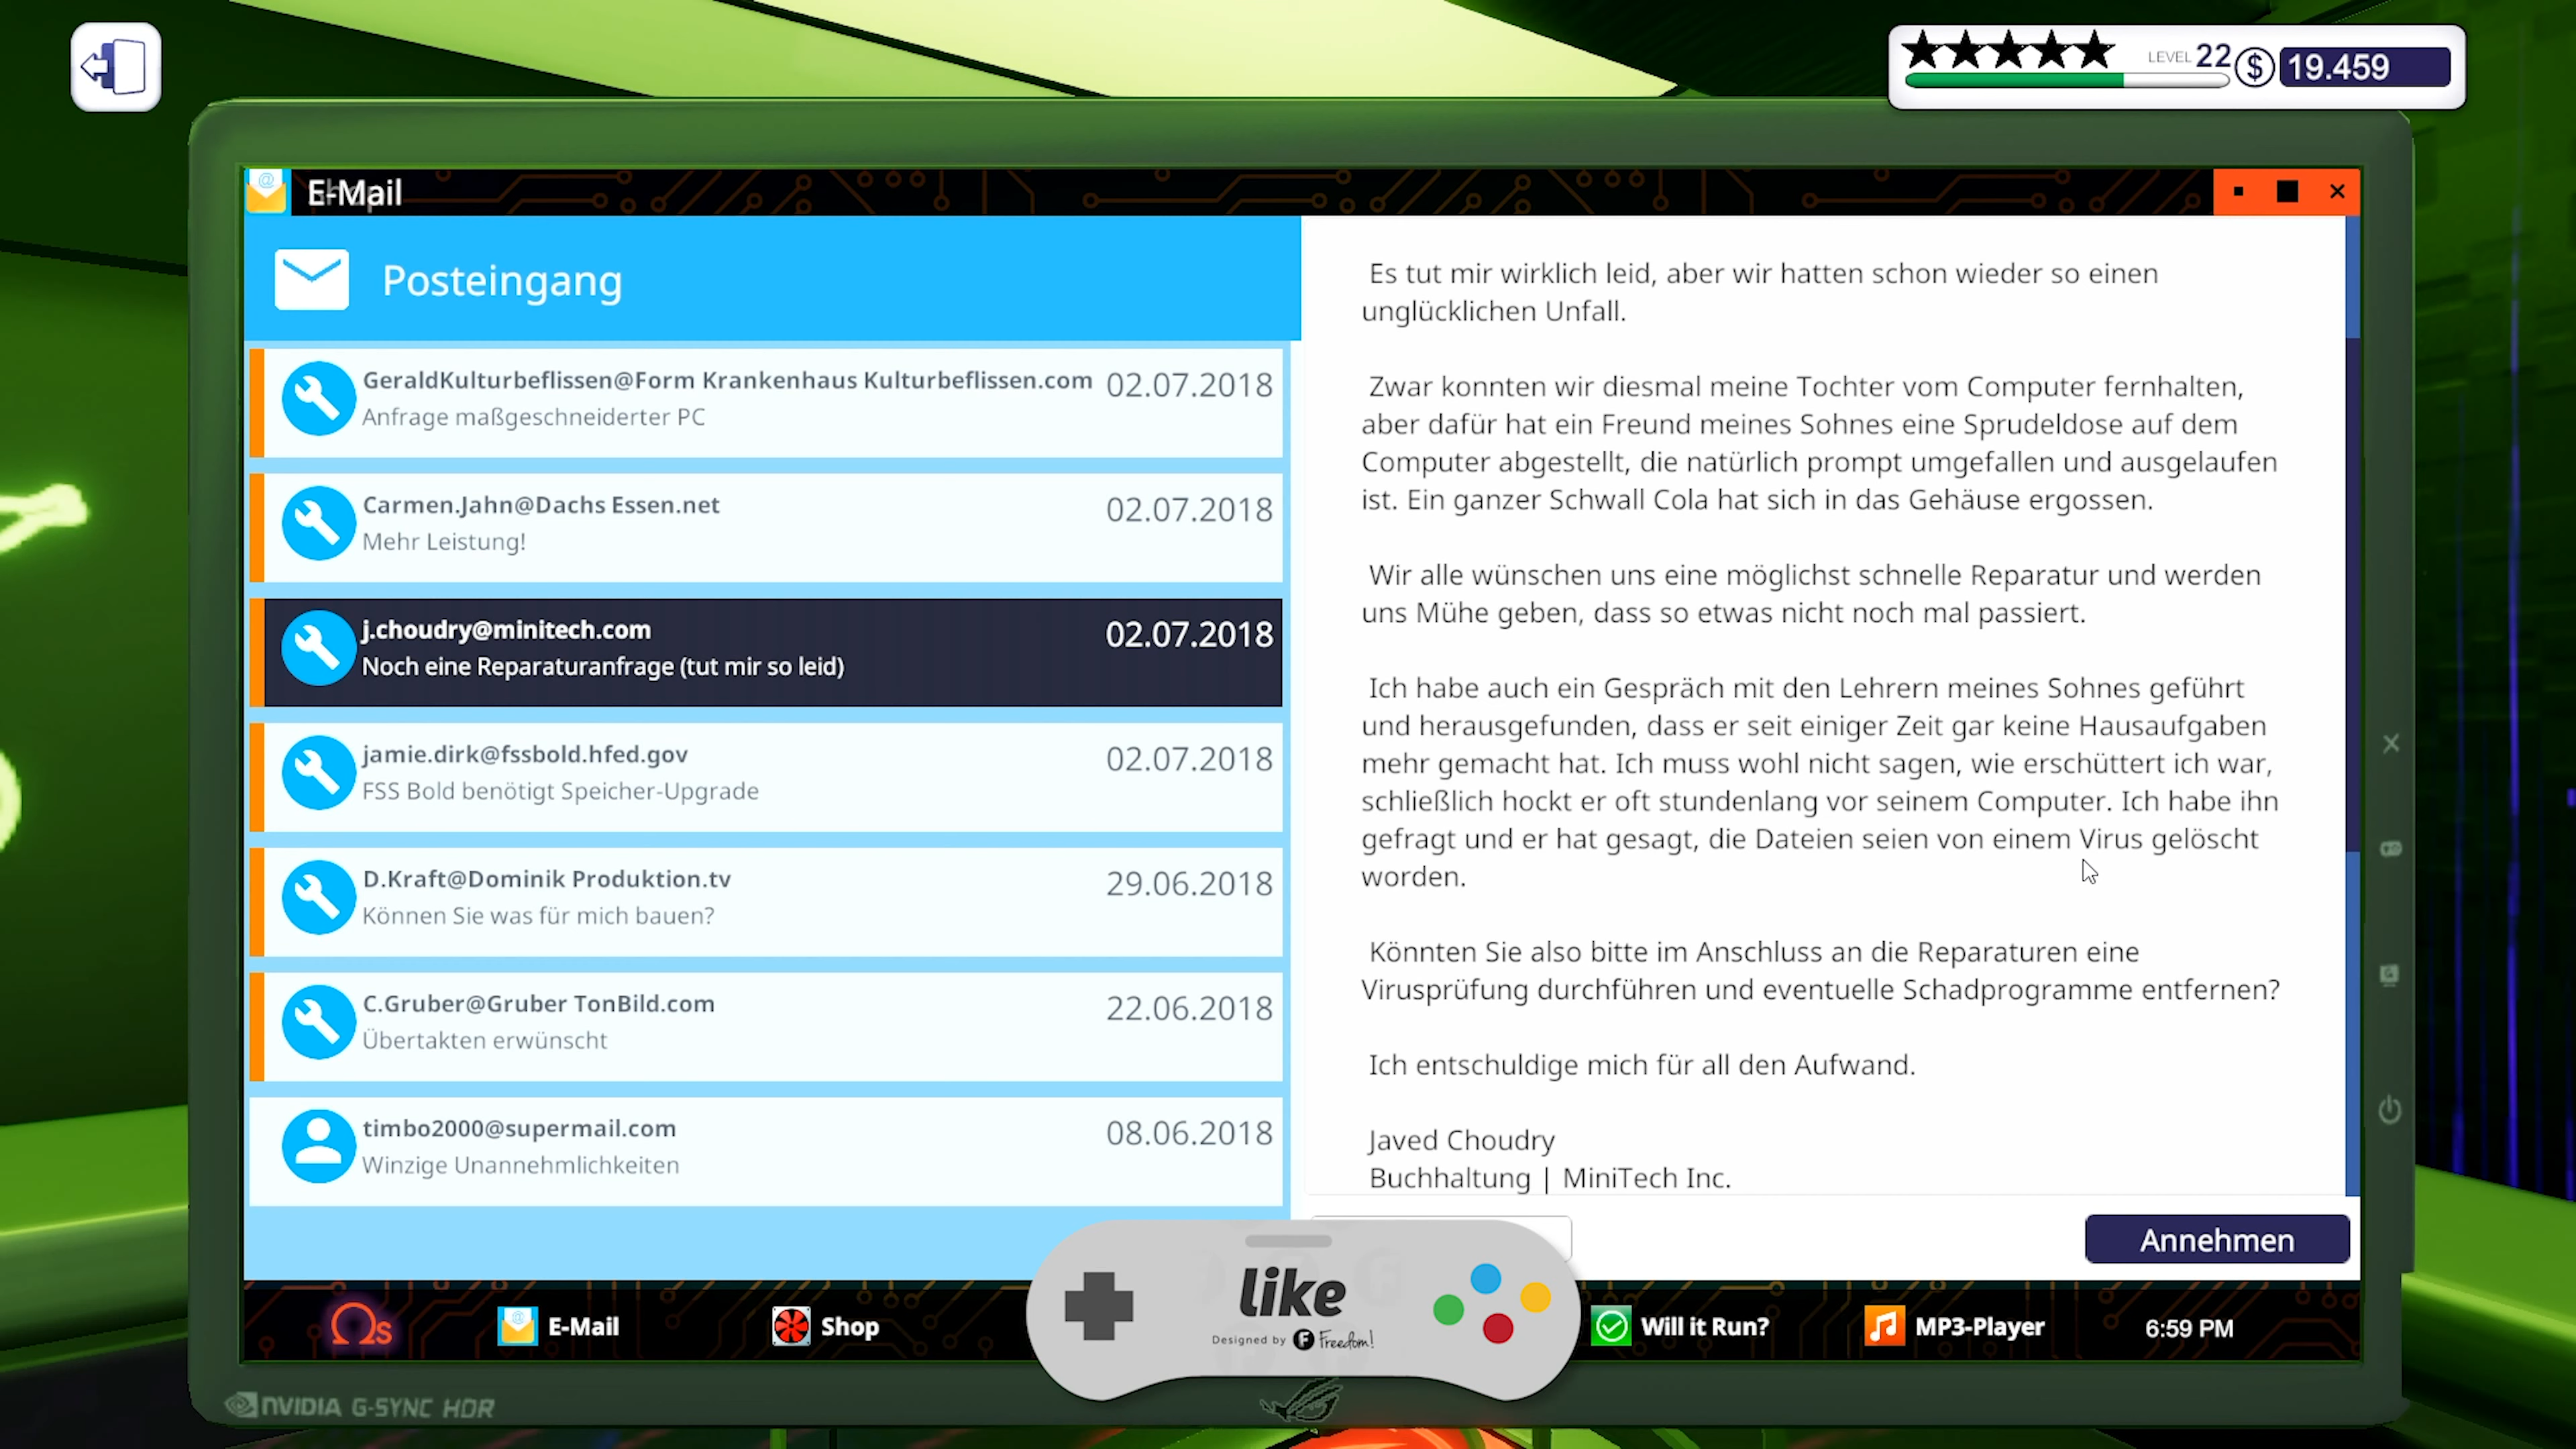 LEVEL 22 $ 19.459
E-Mail
Posteingang
GeraldKulturbeflissen@Form Krankenhaus Kulturbeflissen.com 02.07.2018
Anfrage maßgeschneiderter PC
Carmen.Jahn@Dachs Essen.net 02.07.2018
Mehr Leistung!
j.choudry@minitech.com 02.07.2018
Noch eine Reparaturanfrage (tut mir so leid)
jamie.dirk@fssbold.hfed.gov 02.07.2018
FSS Bold benötigt Speicher-Upgrade
D.Kraft@Dominik Produktion.tv 29.06.2018
Können Sie was für mich bauen?
C.Gruber@Gruber TonBild.com 22.06.2018
Übertakten erwünscht
timbo2000@supermail.com 08.06.2018
Winzige Unannehmlichkeiten
Es tut mir wirklich leid, aber wir hatten schon wieder so einen
unglücklichen Unfall.
Zwar konnten wir diesmal meine Tochter vom Computer fernhalten,
aber dafür hat ein Freund meines Sohnes eine Sprudeldose auf dem
Computer abgestellt, die natürlich prompt umgefallen und ausgelaufen
ist. Ein ganzer Schwall Cola hat sich in das Gehäuse ergossen.
Wir alle wünschen uns eine möglichst schnelle Reparatur und werden
uns Mühe geben, dass so etwas nicht noch mal passiert.
Ich habe auch ein Gespräch mit den Lehrern meines Sohnes geführt
und herausgefunden, dass er seit einiger Zeit gar keine Hausaufgaben
mehr gemacht hat. Ich muss wohl nicht sagen, wie erschüttert ich war,
schließlich hockt er oft stundenlang vor seinem Computer. Ich habe ihn
gefragt und er hat gesagt, die Dateien seien von einem Virus gelöscht
worden.
Könnten Sie also bitte im Anschluss an die Reparaturen eine
Virusprüfung durchführen und eventuelle Schadprogramme entfernen?
Ich entschuldige mich für all den Aufwand.
Javed Choudry
Buchhaltung | MiniTech Inc.
Annehmen
Ωs E-Mail Shop Will it Run? MP3-Player 6:59 PM
like
Designed by F Freedom!
NVIDIA G-SYNC HDR